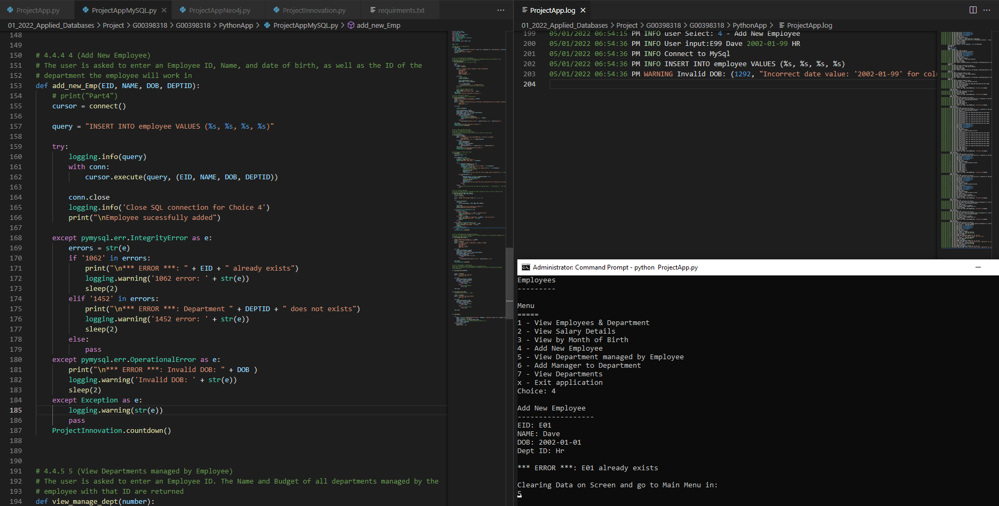 ProjectApp.py
ProjectAppMySQL.py
ProjectAppNeo4j.py
ProjectInnovation.py
requirments.txt
01_2022_Applied_Databases > Project > G00398318 > G00398318 > PythonApp > ProjectAppMySQL.py > add_new_Emp
148
149
150 # 4.4.4 4 (Add New Employee)
151 # The user is asked to enter an Employee ID, Name, and date of birth, as well as the ID of the
152 # department the employee will work in
153 def add_new_Emp(EID, NAME, DOB, DEPTID):
154 # print("Part4")
155 cursor = connect()
156
157 query = "INSERT INTO employee VALUES (%s, %s, %s, %s)"
158
159 try:
160 logging.info(query)
161 with conn:
162 cursor.execute(query, (EID, NAME, DOB, DEPTID))
163
164 conn.close
165 logging.info('Close SQL connection for Choice 4')
166 print("\nEmployee sucessfully added")
167
168 except pymysql.err.IntegrityError as e:
169 errors = str(e)
170 if '1062' in errors:
171 print("\n*** ERROR ***: " + EID + " already exists")
172 logging.warning('1062 error: ' + str(e))
173 sleep(2)
174 elif '1452' in errors:
175 print("\n*** ERROR ***: Department " + DEPTID + " does not exists")
176 logging.warning('1452 error: ' + str(e))
177 sleep(2)
178 else:
179 pass
180 except pymysql.err.OperationalError as e:
181 print("\n*** ERROR ***: Invalid DOB: " + DOB )
182 logging.warning('Invalid DOB: ' + str(e))
183 sleep(2)
184 except Exception as e:
185 logging.warning(str(e))
186 pass
187 ProjectInnovation.countdown()
188
189
190
191 # 4.4.5 5 (View Departments managed by Employee)
192 # The user is asked to enter an Employee ID. The Name and Budget of all departments managed by the
193 # employee with that ID are returned
194 def view_manage_dept(number):
ProjectApp.log
01_2022_Applied_Databases > Project > G00398318 > G00398318 > PythonApp > ProjectApp.log
199 05/01/2022 06:54:15 PM INFO user Select: 4 - Add New Employee
200 05/01/2022 06:54:36 PM INFO User input:E99 Dave 2002-01-99 HR
201 05/01/2022 06:54:36 PM INFO Connect to MySql
202 05/01/2022 06:54:36 PM INFO INSERT INTO employee VALUES (%s, %s, %s, %s)
203 05/01/2022 06:54:36 PM WARNING Invalid DOB: (1292, "Incorrect date value: '2002-01-99' for colu
204
Administrator: Command Prompt - python ProjectApp.py
Employees
---------
Menu
=====
1 - View Employees & Department
2 - View Salary Details
3 - View by Month of Birth
4 - Add New Employee
5 - View Department managed by Employee
6 - Add Manager to Department
7 - View Departments
x - Exit application
Choice: 4
Add New Employee
------------------
EID: E01
NAME: Dave
DOB: 2002-01-01
Dept ID: Hr
*** ERROR ***: E01 already exists
Clearing Data on Screen and go to Main Menu in:
5